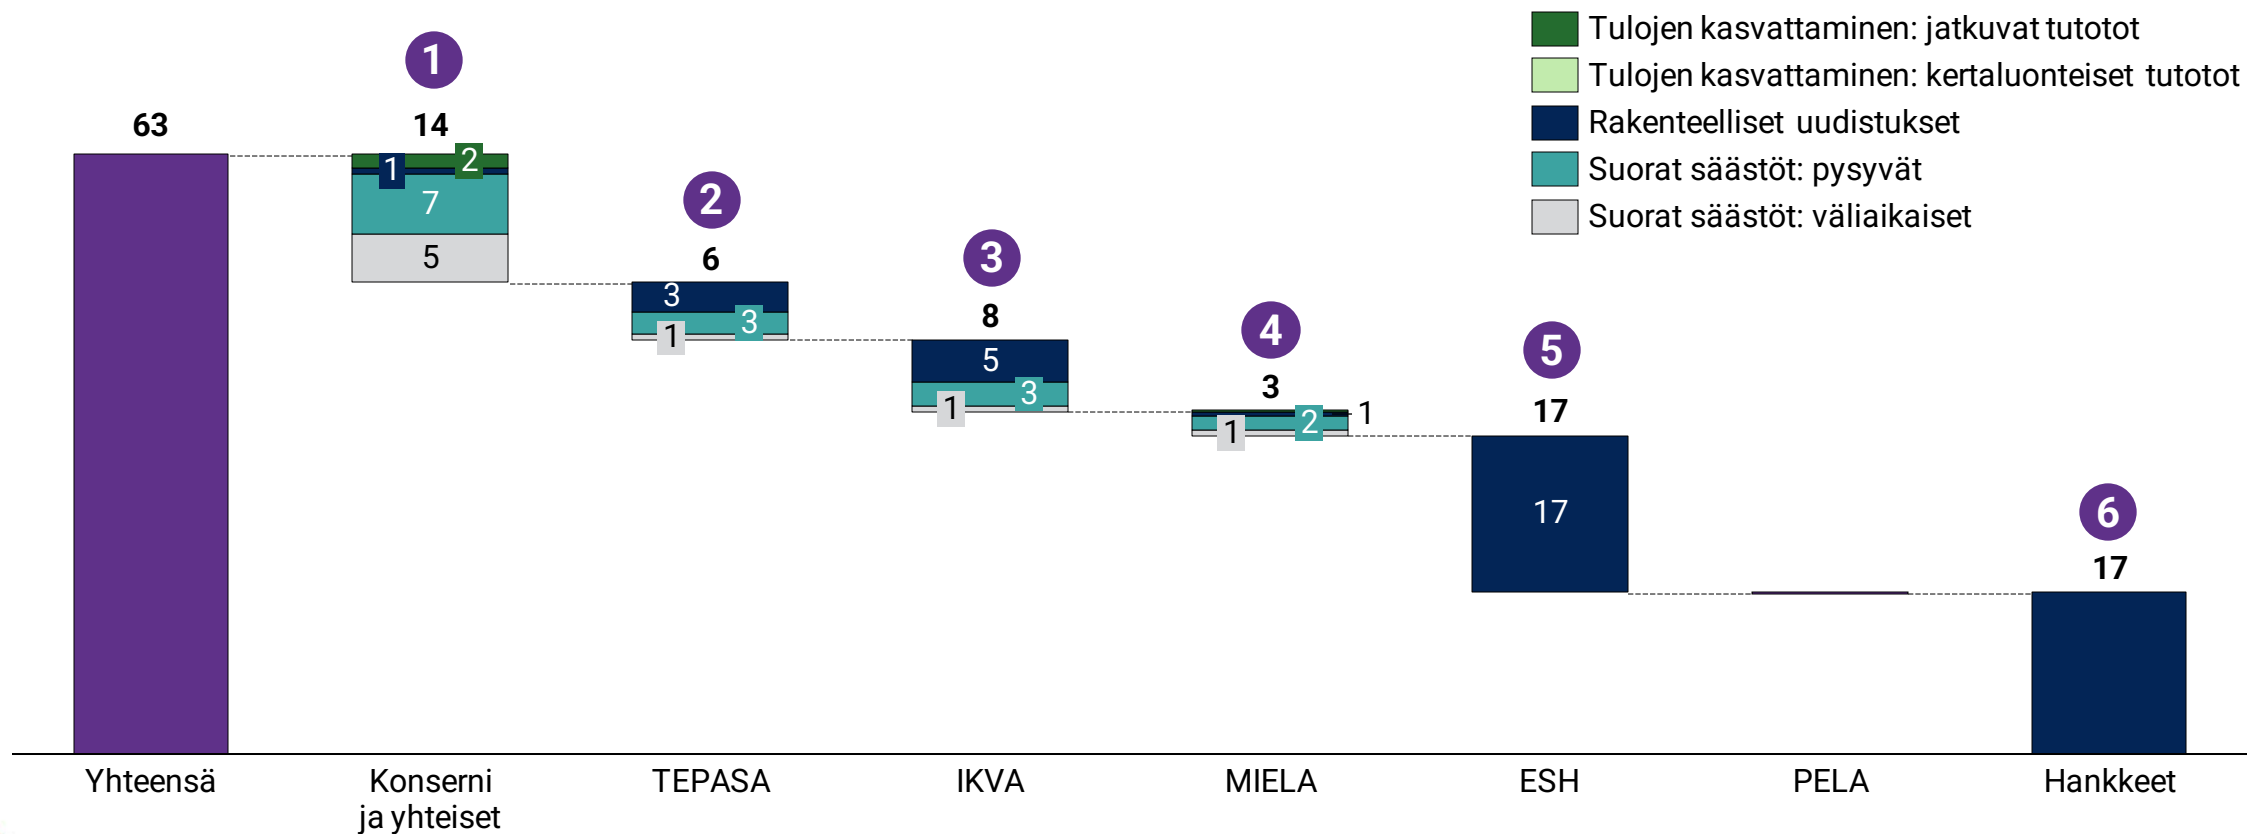 Tulojen kasvattaminen: jatkuvat tutotot
Tulojen kasvattaminen: kertaluonteiset tutotot
Rakenteelliset uudistukset
Suorat säästöt: pysyvät
Suorat säästöt: väliaikaiset
63
1
14
2
1
7
5
2
6
3
3
1
3
8
5
3
1
4
3
1
2
1
5
17
17
6
17
Yhteensä
Konserni
ja yhteiset
TEPASA
IKVA
MIELA
ESH
PELA
Hankkeet